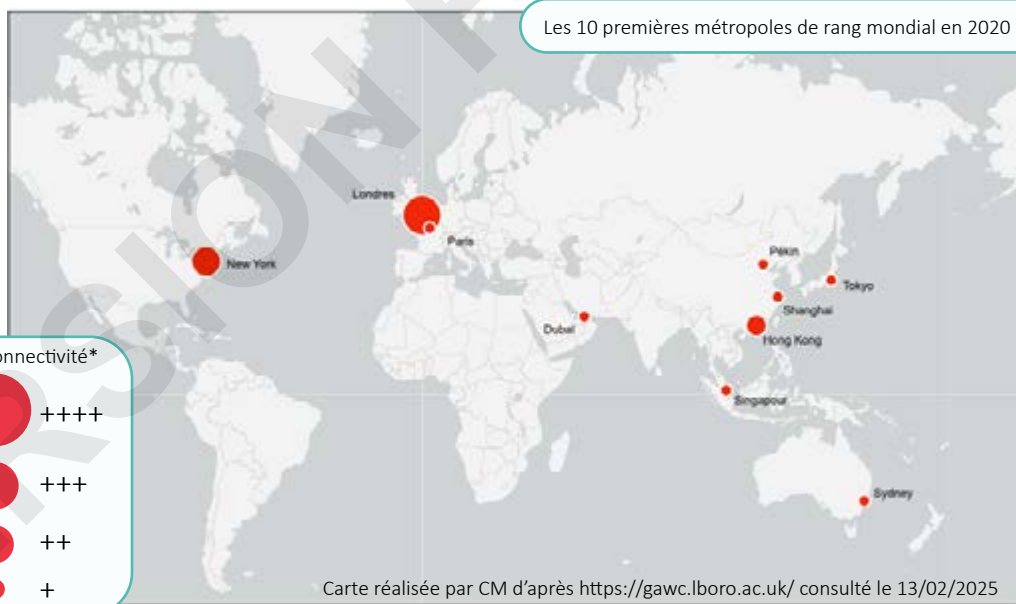 Les 10 premières métropoles de rang mondial en 2020
Londres
Paris
New York
Pékin
Tokyo
Shanghai
Dubaï
Hong Kong
Singapour
Sydney
onnectivité*
++++
+++
++
+
Carte réalisée par CM d’après https://gawc.lboro.ac.uk/ consulté le 13/02/2025
RSION